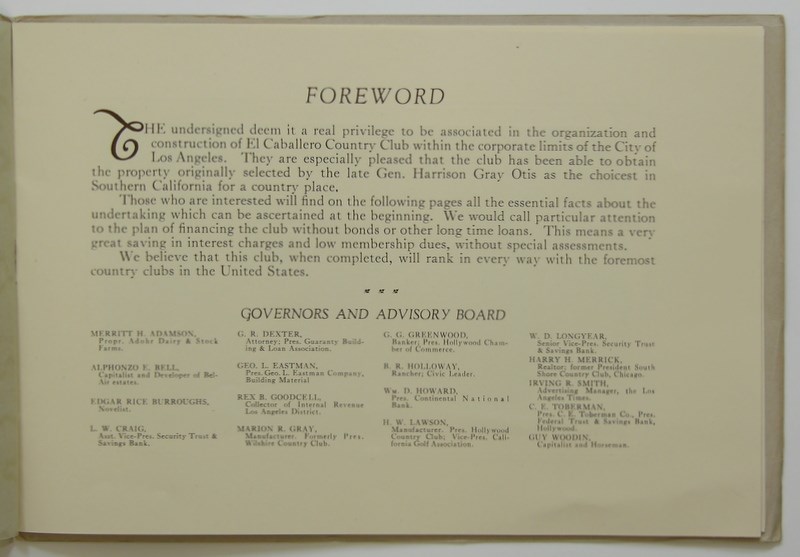 FOREWORD
THE undersigned deem it a real privilege to be associated in the organization and
construction of El Caballero Country Club within the corporate limits of the City of
Los Angeles. They are especially pleased that the club has been able to obtain
the property originally selected by the late Gen. Harrison Gray Otis as the choicest in
Southern California for a country place.
Those who are interested will find on the following pages all the essential facts about the
undertaking which can be ascertained at the beginning. We would call particular attention
to the plan of financing the club without bonds or other long time loans. This means a very
great saving in interest charges and low membership dues, without special assessments.
We believe that this club, when completed, will rank in every way with the foremost
country clubs in the United States.
GOVERNORS AND ADVISORY BOARD
MERRITT H. ADAMSON,
Propr. Adohr Dairy & Stock
Farms.
ALPHONZO E. BELL,
Capitalist and Developer of Bel-
Air estates.
EDGAR RICE BURROUGHS,
Novelist.
L. W. CRAIG,
Asst. Vice-Pres. Security Trust &
Savings Bank.
G. R. DEXTER,
Attorney; Pres. Guaranty Build-
ing & Loan Association.
GEO. L. EASTMAN,
Pres. Geo. L. Eastman Company,
Building Material
REX B. GOODCELL,
Collector of Internal Revenue
Los Angeles District.
MARION R. GRAY,
Manufacturer. Formerly Pres.
Wilshire Country Club.
G. G. GREENWOOD,
Banker; Pres. Hollywood Cham-
ber of Commerce.
B. R. HOLLOWAY,
Rancher; Civic Leader.
Wm. D. HOWARD,
Pres. Continental National
Bank.
H. W. LAWSON,
Manufacturer. Pres. Hollywood
Country Club; Vice-Pres. Cali-
fornia Golf Association.
W. D. LONGYEAR,
Senior Vice-Pres. Security Trust
& Savings Bank.
HARRY H. MERRICK,
Realtor; former President South
Shore Country Club, Chicago.
IRVING R. SMITH,
Advertising Manager, the Los
Angeles Times.
C. E. TOBERMAN,
Pres. C. E. Toberman Co., Pres.
Federal Trust & Savings Bank,
Hollywood.
GUY WOODIN,
Capitalist and Horseman.